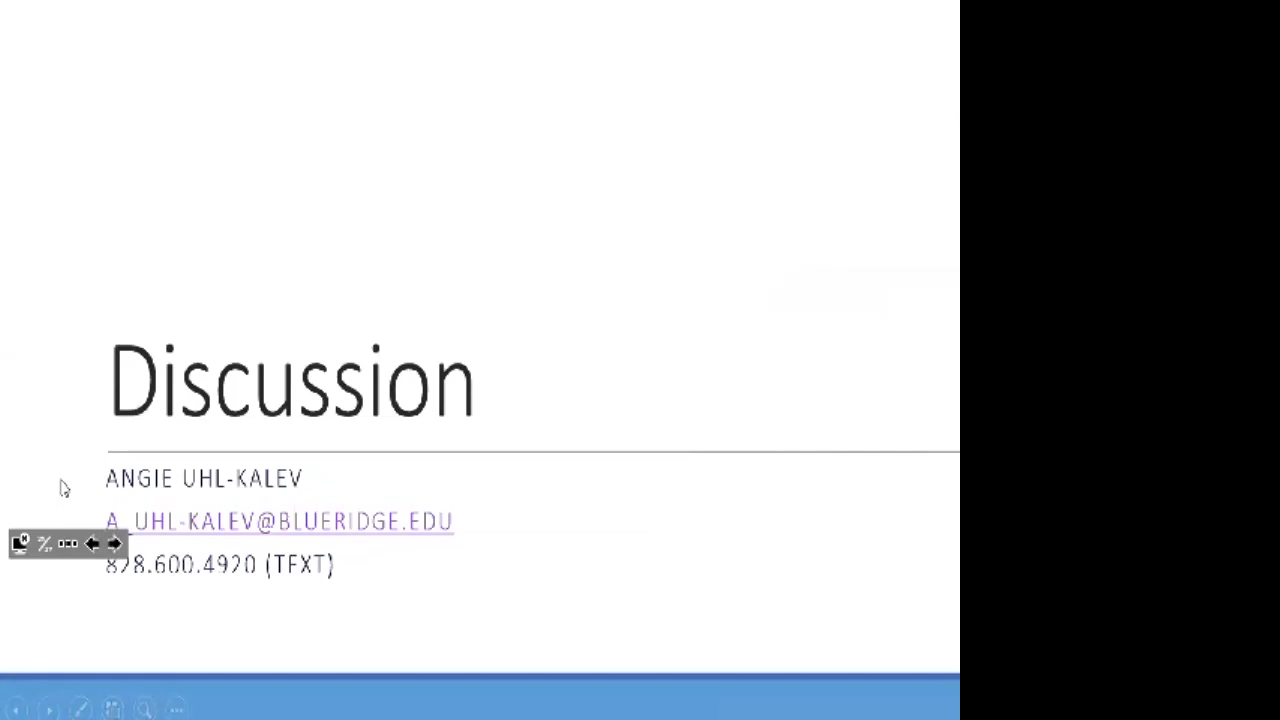 Discussion
ANGIE UHL-KALEV
A_UHL-KALEV@BLUERIDGE.EDU
828.600.4920 (TEXT)